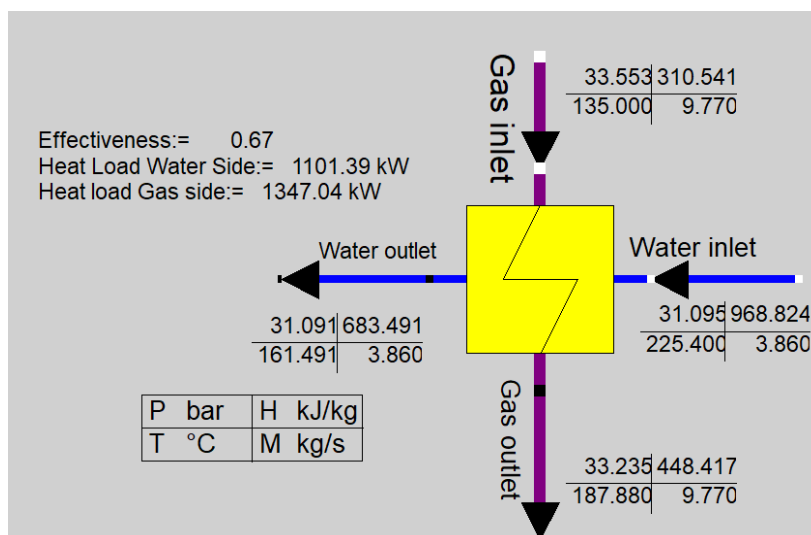 Gas inlet
33.553 310.541
135.000 9.770
Effectiveness:= 0.67
Heat Load Water Side:= 1101.39 kW
Heat load Gas side:= 1347.04 kW
Water outlet
Water inlet
31.091 683.491
161.491 3.860
31.095 968.824
225.400 3.860
P bar H kJ/kg
T °C M kg/s
Gas outlet
33.235 448.417
187.880 9.770